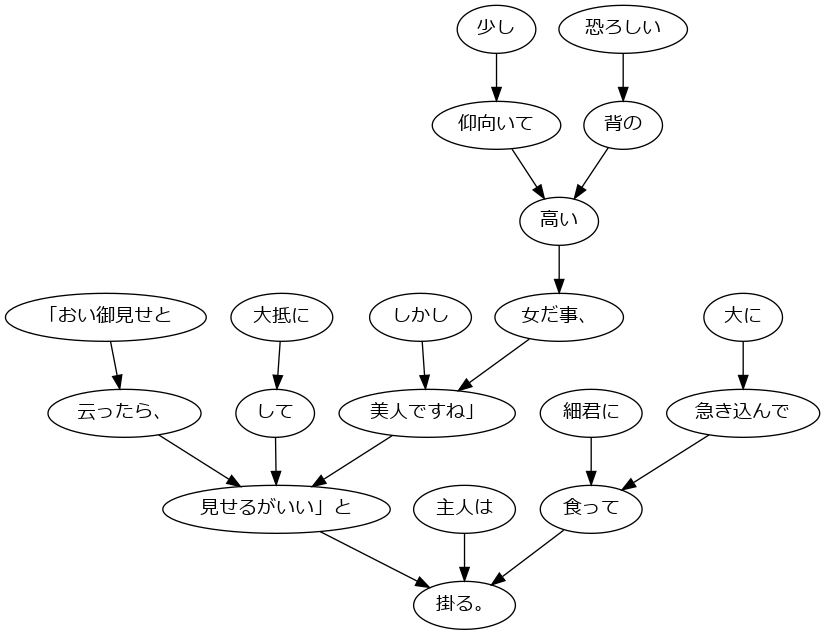 少し
恐ろしい
仰向いて
背の
高い
「おい御見せと
大抵に
しかし
女だ事、
大に
云ったら、
して
美人ですね」
細君に
急き込んで
見せるがいい」と
主人は
食って
掛る。